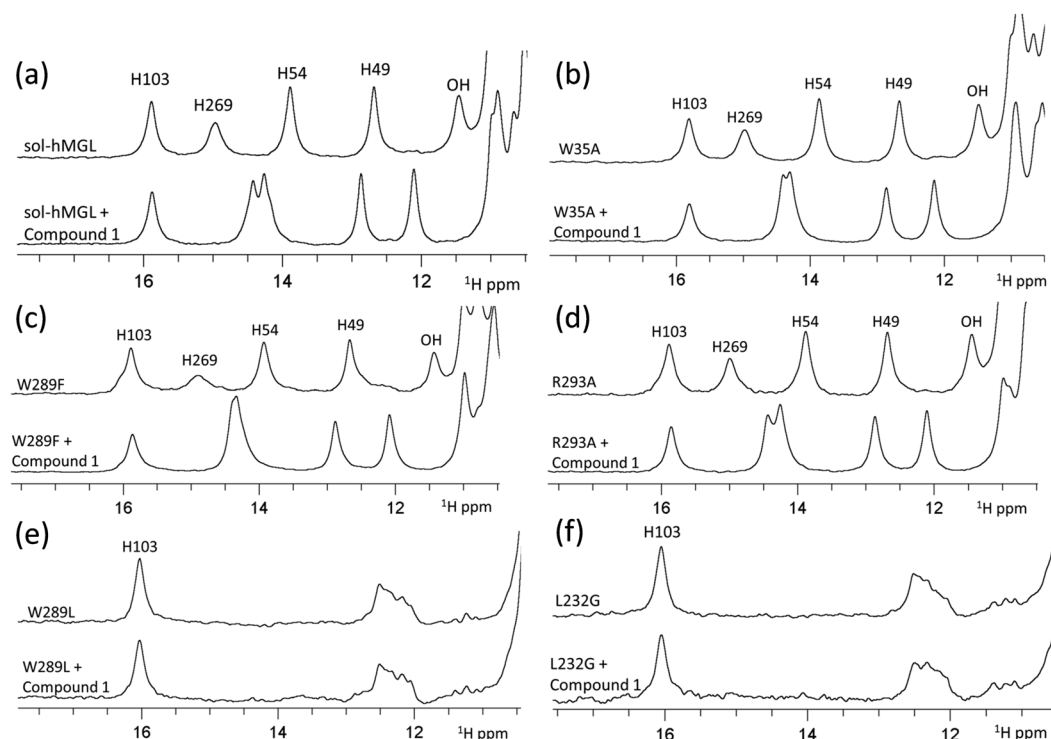 (a)
H103
H269
H54
H49
OH
sol-hMGL
sol-hMGL +
Compound 1
16
14
12
¹H ppm
(b)
H103
H269
H54
H49
OH
W35A
W35A +
Compound 1
16
14
12
¹H ppm
(c)
H103
H269
H54
H49
OH
W289F
W289F +
Compound 1
16
14
12
¹H ppm
(d)
H103
H269
H54
H49
OH
R293A
R293A +
Compound 1
16
14
12
¹H ppm
(e)
H103
W289L
W289L +
Compound 1
16
14
12
¹H ppm
(f)
H103
L232G
L232G +
Compound 1
16
14
12
¹H ppm